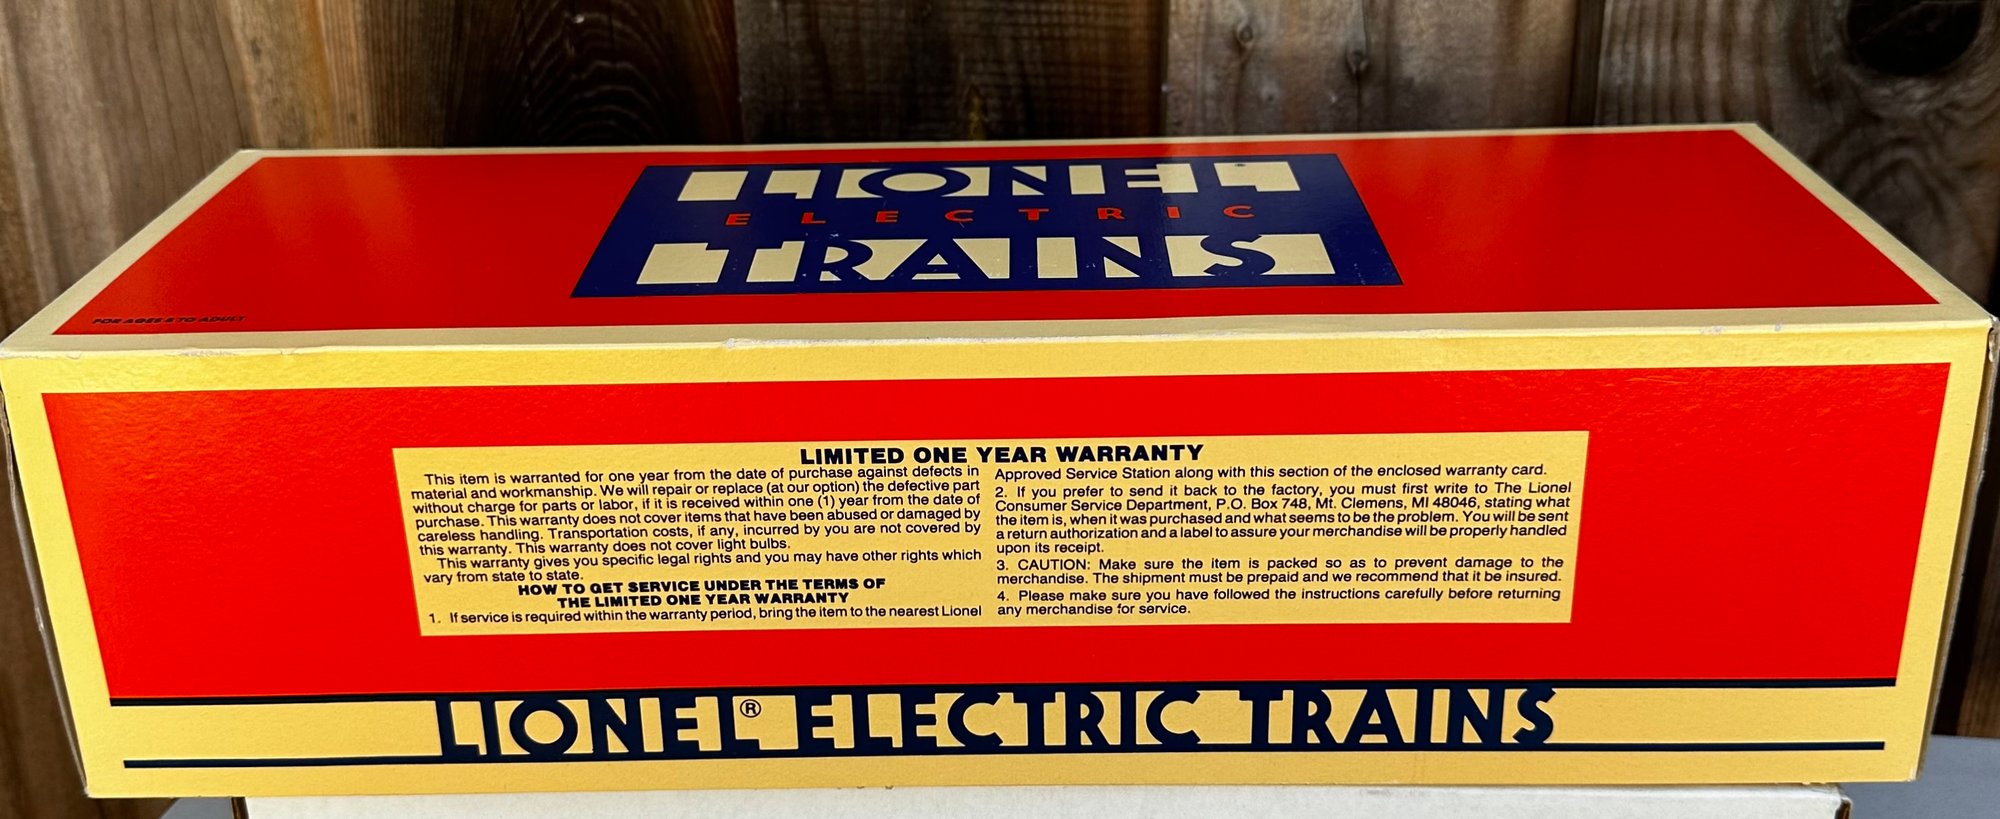 LIONEL
ELECTRIC
TRAINS
FOR AGES 8 TO ADULT
LIMITED ONE YEAR WARRANTY
This item is warranted for one year from the date of purchase against defects in
material and workmanship. We will repair or replace (at our option) the defective part
without charge for parts or labor, if it is received within one (1) year from the date of
purchase. This warranty does not cover items that have been abused or damaged by
careless handling. Transportation costs, if any, incurred by you are not covered by
this warranty. This warranty does not cover light bulbs.
This warranty gives you specific legal rights and you may have other rights which
vary from state to state.
HOW TO GET SERVICE UNDER THE TERMS OF
THE LIMITED ONE YEAR WARRANTY
1. If service is required within the warranty period, bring the item to the nearest Lionel
Approved Service Station along with this section of the enclosed warranty card.
2. If you prefer to send it back to the factory, you must first write to The Lionel
Consumer Service Department, P.O. Box 748, Mt. Clemens, MI 48046, stating what
the item is, when it was purchased and what seems to be the problem. You will be sent
a return authorization and a label to assure your merchandise will be properly handled
upon its receipt.
3. CAUTION: Make sure the item is packed so as to prevent damage to the
merchandise. The shipment must be prepaid and we recommend that it be insured.
4. Please make sure you have followed the instructions carefully before returning
any merchandise for service.
LIONEL® ELECTRIC TRAINS